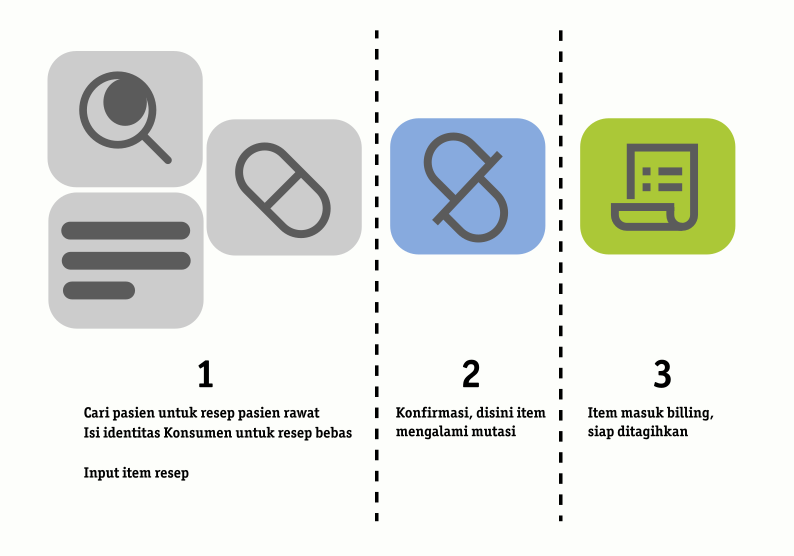 1
Cari pasien untuk resep pasien rawat
Isi identitas Konsumen untuk resep bebas
Input item resep
2
Konfirmasi, disini item
mengalami mutasi
3
Item masuk billing,
siap ditagihkan